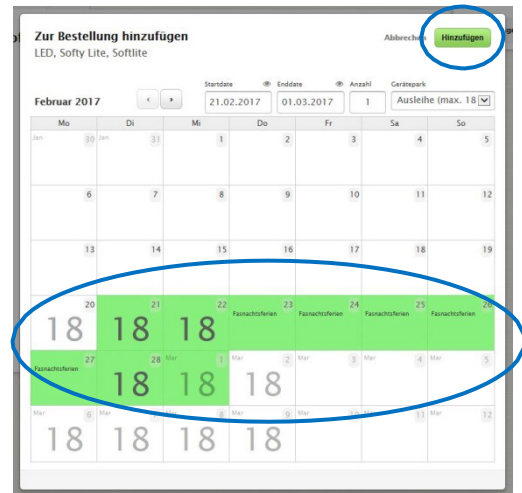 Zur Bestellung hinzufügen
Abbrechen Hinzufügen
LED, Softy Lite, Softlite
Startdate Enddate Anzahl Gerätepark
Februar 2017 21.02.2017 01.03.2017 1 Ausleihe (max. 18
Mo Di Mi Do Fr Sa So
Jan 30 Jan 31 1 2 3 4 5
6 7 8 9 10 11 12
13 14 15 16 17 18 19
20 21 22 23 24 25 26
18 18 18 Fasnachtsferien Fasnachtsferien Fasnachtsferien Fasnachtsferien
27 28 Mar 1 Mar 2 Mar 3 Mar 4 Mar 5
Fasnachtsferien 18 18 18
Mar 6 Mar 7 Mar 8 Mar 9 Mar 10 Mar 11 Mar 12
18 18 18 18